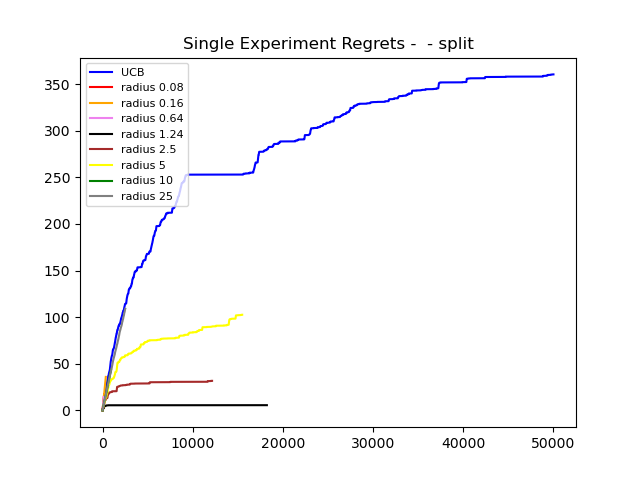 Single Experiment Regrets -  - split
UCB
radius 0.08
radius 0.16
radius 0.64
radius 1.24
radius 2.5
radius 5
radius 10
radius 25
350
300
250
200
150
100
50
0
0 10000 20000 30000 40000 50000